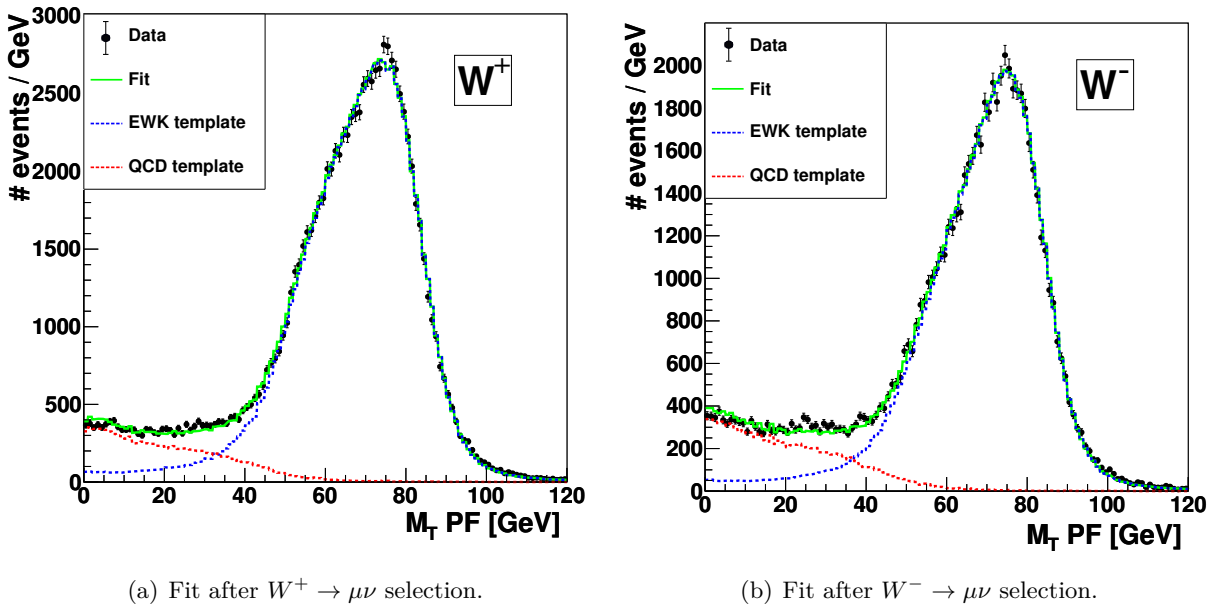 # events / GeV
3000
2500
2000
1500
1000
500
0
Data
Fit
EWK template
QCD template
W⁺
0 20 40 60 80 100 120
M_T PF [GeV]
(a) Fit after W⁺ → μν selection.
# events / GeV
2000
1800
1600
1400
1200
1000
800
600
400
200
0
Data
Fit
EWK template
QCD template
W⁻
0 20 40 60 80 100 120
M_T PF [GeV]
(b) Fit after W⁻ → μν selection.